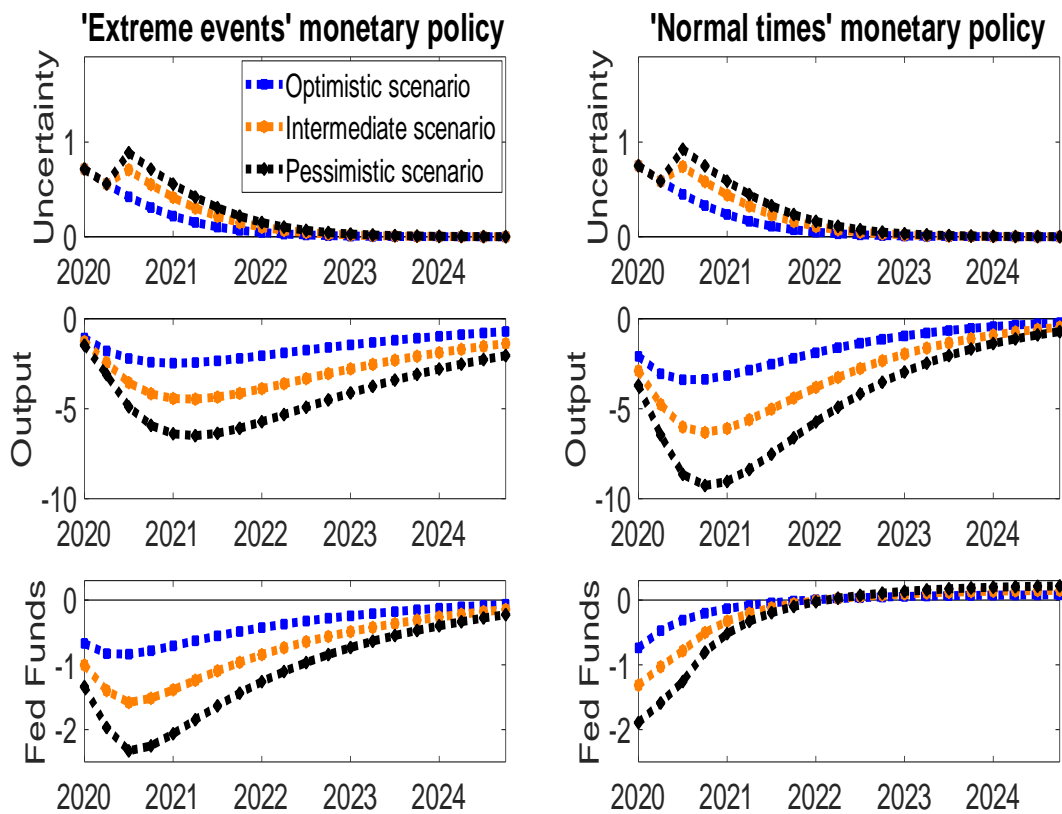 'Extreme events' monetary policy
Uncertainty
1
0
Optimistic scenario
Intermediate scenario
Pessimistic scenario
2020 2021 2022 2023 2024
'Normal times' monetary policy
Uncertainty
1
0
2020 2021 2022 2023 2024
Output
0
-5
-10
2020 2021 2022 2023 2024
Output
0
-5
-10
2020 2021 2022 2023 2024
Fed Funds
0
-1
-2
2020 2021 2022 2023 2024
Fed Funds
0
-1
-2
2020 2021 2022 2023 2024